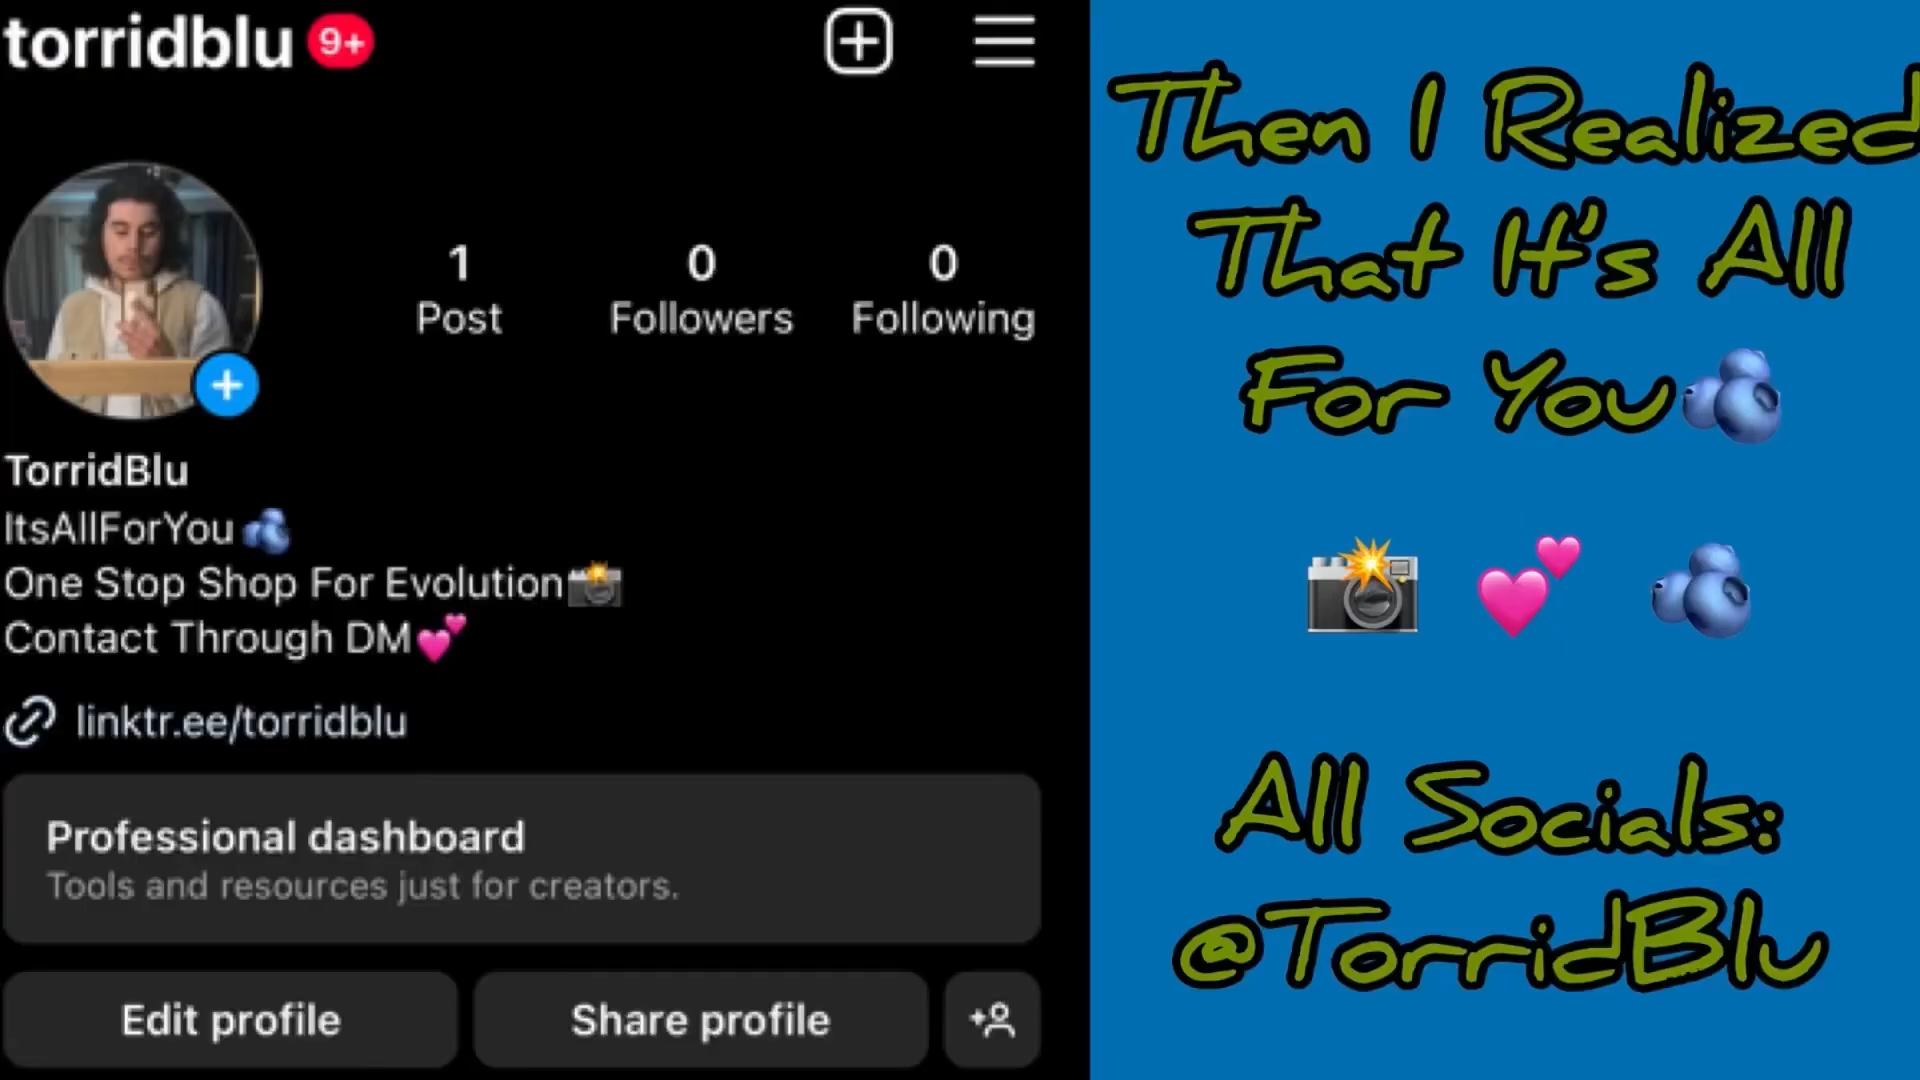 torridblu 9+
1 0 0
Post Followers Following
TorridBlu
ItsAllForYou🫐
One Stop Shop For Evolution📸
Contact Through DM💕
linktr.ee/torridblu
Professional dashboard
Tools and resources just for creators.
Edit profile Share profile
Then I Realized
That It's All
For You🫐
📸 💕 🫐
All Socials:
@TorridBlu